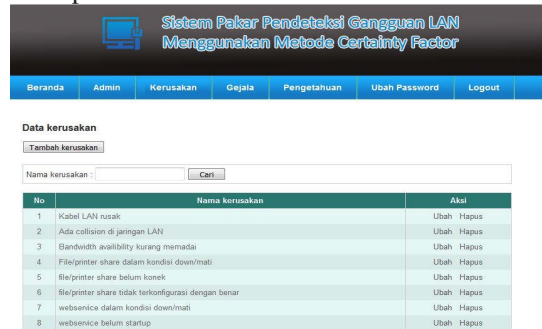 Sistem Pakar Pendeteksi Gangguan LAN
Menggunakan Metode Certainty Factor
Beranda Admin Kerusakan Gejala Pengetahuan Ubah Password Logout
Data kerusakan
Tambah kerusakan
Nama kerusakan : Cari
No Nama kerusakan Aksi
1 Kabel LAN rusak Ubah Hapus
2 Ada collision di jaringan LAN Ubah Hapus
3 Bandwidth availibility kurang memadai Ubah Hapus
4 File/printer share dalam kondisi down/mati Ubah Hapus
5 file/printer share belum konek Ubah Hapus
6 file/printer share tidak terkonfigurasi dengan benar Ubah Hapus
7 webservice dalam kondisi down/mati Ubah Hapus
8 webservice belum startup Ubah Hapus